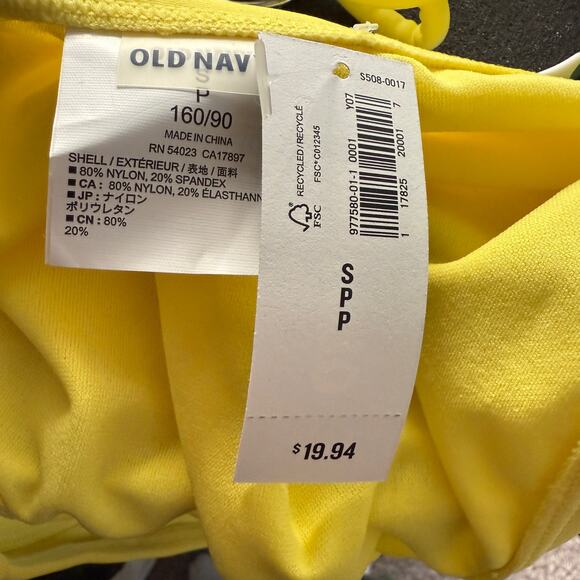 OLD NAV
S
P
160/90
MADE IN CHINA
RN 54023 CA17897
SHELL / EXTÉRIEUR / 表地 / 面料
■ 80% NYLON, 20% SPANDEX
■ CA : 80% NYLON, 20% ÉLASTHANN
■ JP : ナイロン
ポリウレタン
■ CN : 80%
20%
S508-0017
RECYCLED / RECYCLÉ
FSC® C012345
FSC
977580-01-1 0001 Y07
1 17825 20001 7
S
P
P
$19.94